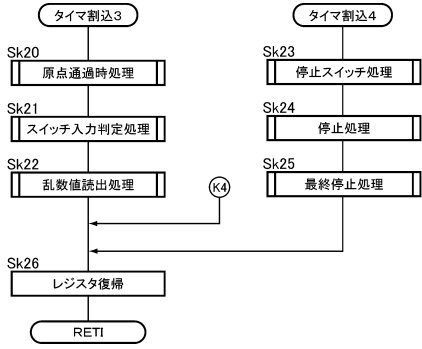 タイマ割込3
Sk20
原点通過時処理
Sk21
スイッチ入力判定処理
Sk22
乱数値読出処理
タイマ割込4
Sk23
停止スイッチ処理
Sk24
停止処理
Sk25
最終停止処理
K4
Sk26
レジスタ復帰
RETI